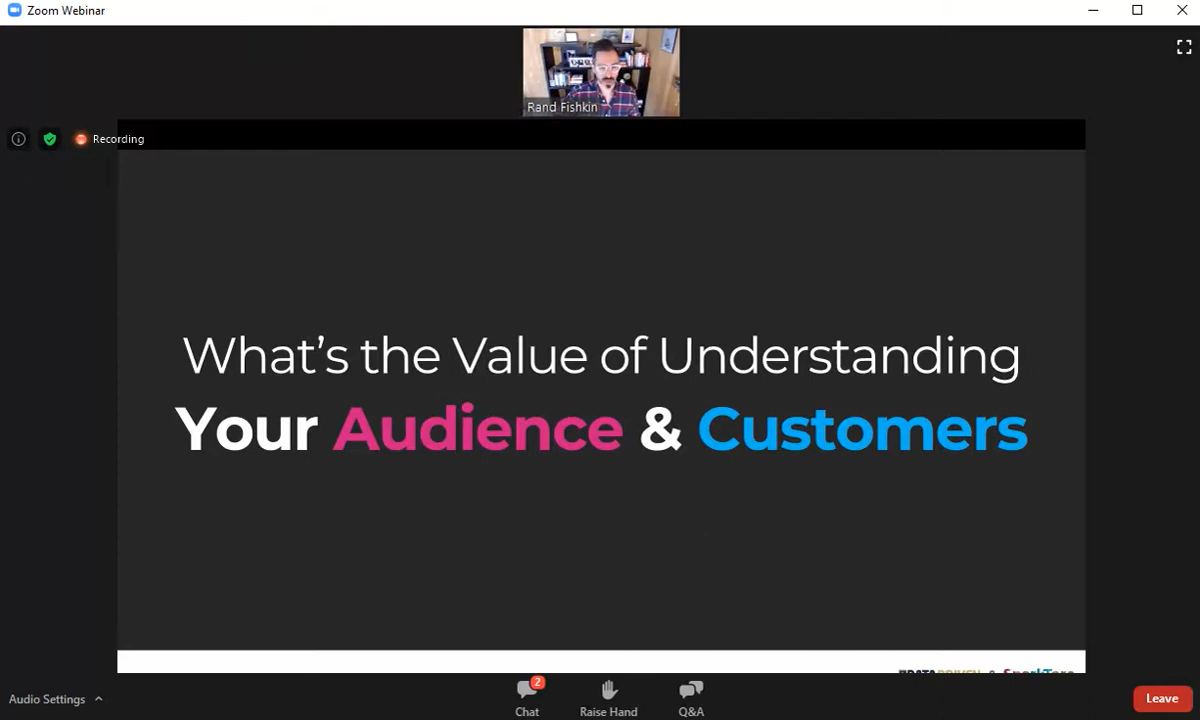 Zoom Webinar
Rand Fishkin
Recording
What's the Value of Understanding
Your Audience & Customers
Audio Settings
2
Chat
Raise Hand
Q&A
Leave